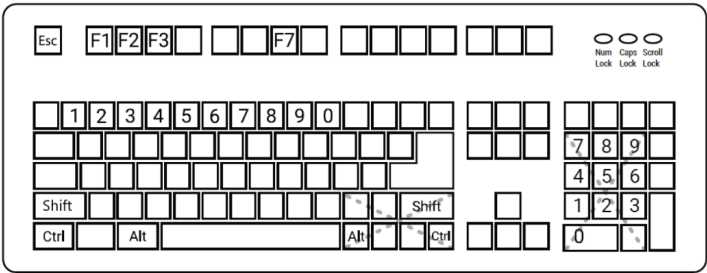 Esc F1 F2 F3 F7
Num Caps Scroll
Lock Lock Lock
1 2 3 4 5 6 7 8 9 0
7 8 9
4 5 6
Shift Shift 1 2 3
Ctrl Alt Alt Ctrl 0